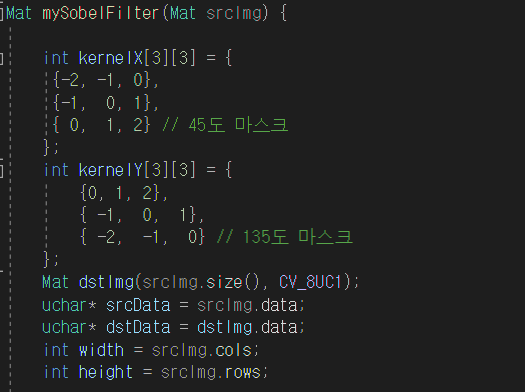 Mat mySobelFilter(Mat srcImg) {
int kernelX[3][3] = {
{-2, -1, 0},
{-1, 0, 1},
{ 0, 1, 2} // 45도 마스크
};
int kernelY[3][3] = {
{0, 1, 2},
{ -1, 0, 1},
{ -2, -1, 0} // 135도 마스크
};
Mat dstImg(srcImg.size(), CV_8UC1);
uchar* srcData = srcImg.data;
uchar* dstData = dstImg.data;
int width = srcImg.cols;
int height = srcImg.rows;